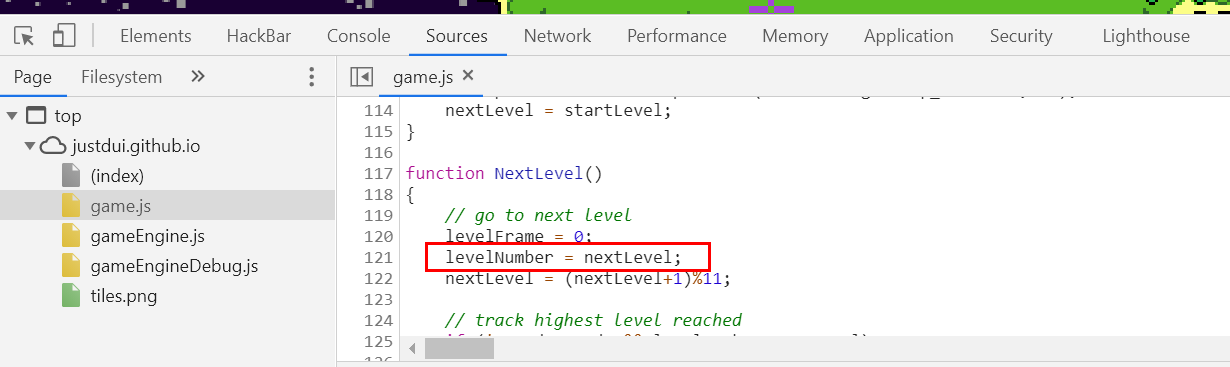 Elements HackBar Console Sources Network Performance Memory Application Security Lighthouse
Page Filesystem »
game.js ×
top
justdui.github.io
(index)
game.js
gameEngine.js
gameEngineDebug.js
tiles.png
114 nextLevel = startLevel;
115 }
116
117 function NextLevel()
118 {
119 // go to next level
120 levelFrame = 0;
121 levelNumber = nextLevel;
122 nextLevel = (nextLevel+1)%11;
123
124 // track highest level reached
125